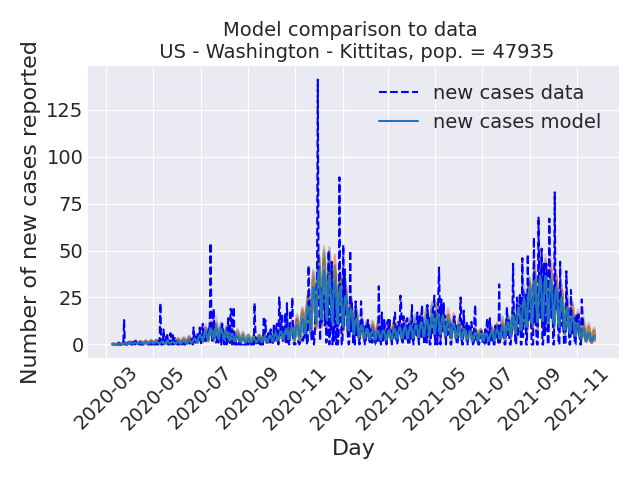 Model comparison to data
US - Washington - Kittitas, pop. = 47935
Number of new cases reported
125
100
75
50
25
0
new cases data
new cases model
2020-03
2020-05
2020-07
2020-09
2020-11
2021-01
2021-03
2021-05
2021-07
2021-09
2021-11
Day